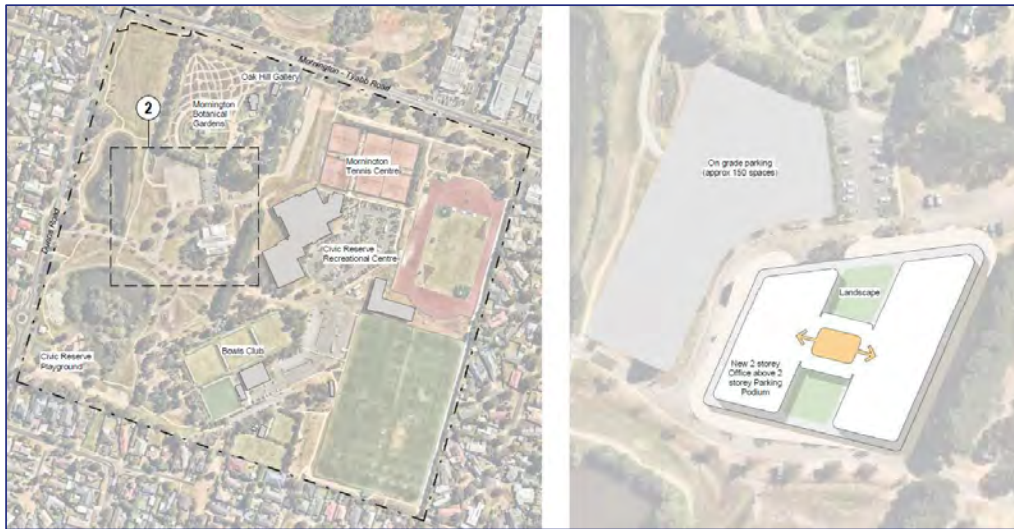 Mornington - Tyabb Road
Oak Hill Gallery
2
Mornington
Botanical
Gardens
Mornington
Tennis Centre
Civic Reserve
Recreational Centre
Bowls Club
Civic Reserve
Playground
On grade parking
(approx 150 spaces)
Landscape
New 2 storey
Office above 2
storey Parking
Podium